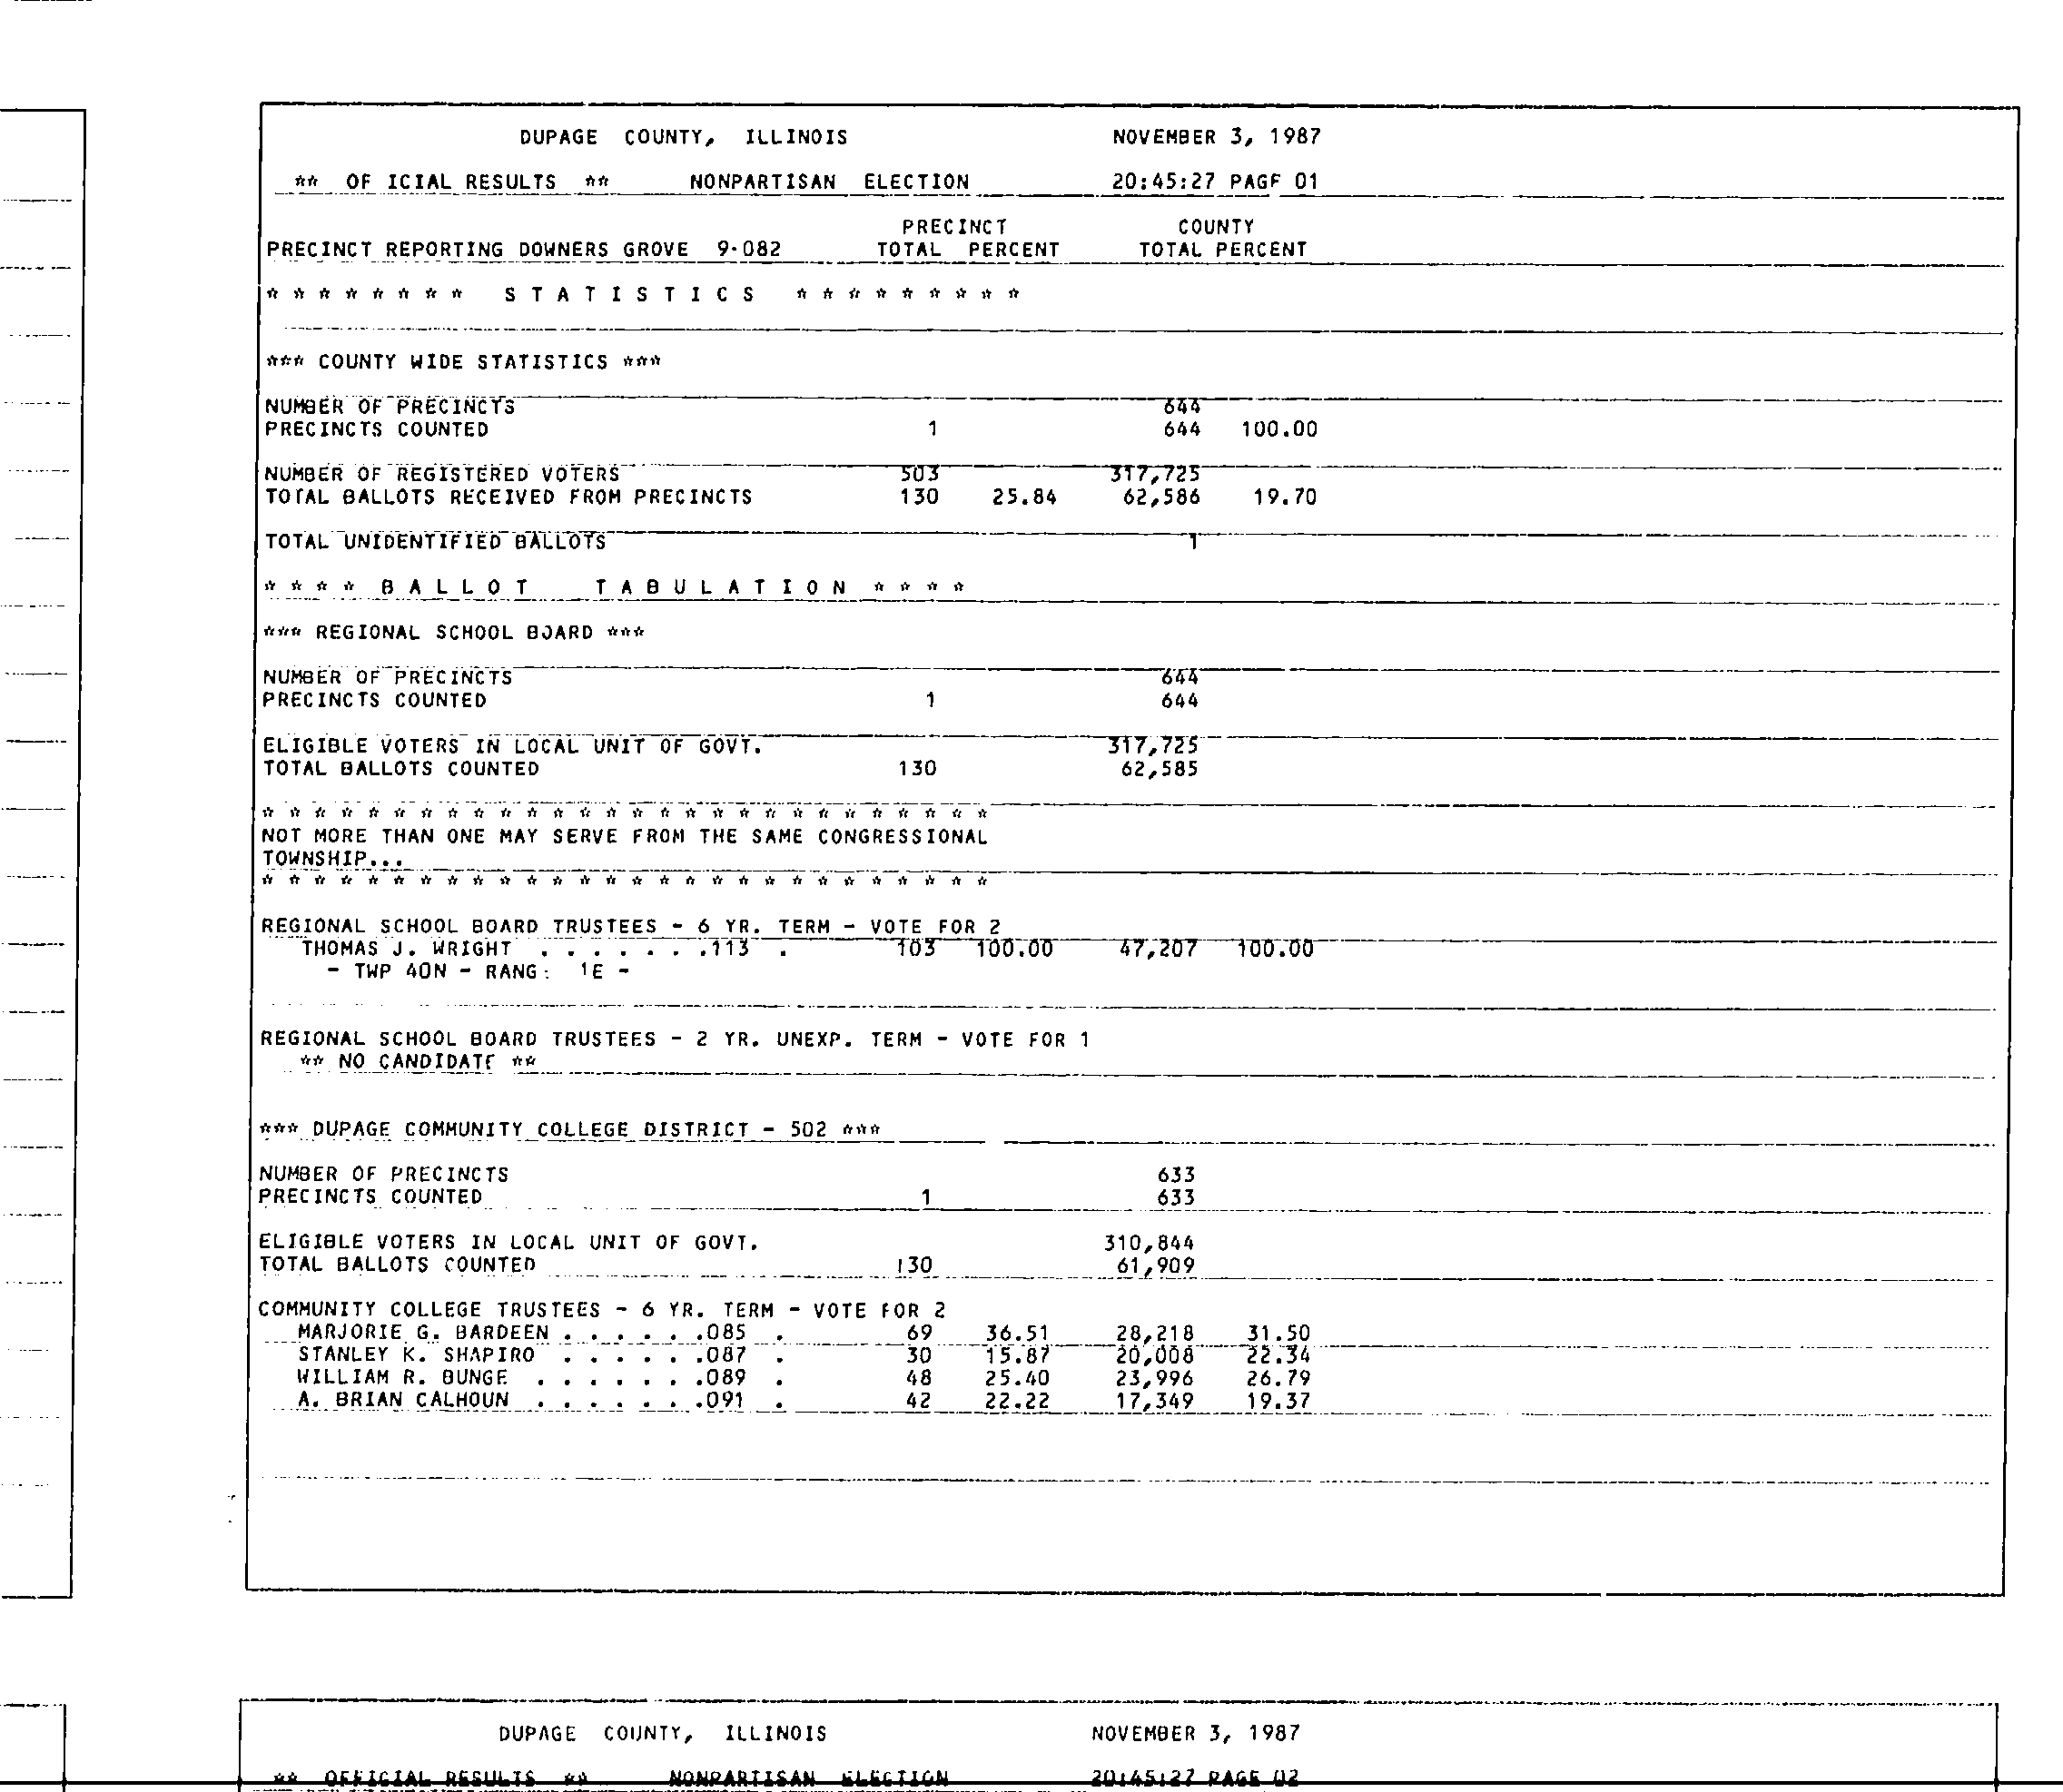 DUPAGE COUNTY, ILLINOIS NOVEMBER 3, 1987
** OF ICIAL RESULTS ** NONPARTISAN ELECTION 20:45:27 PAGE 01
PRECINCT COUNTY
PRECINCT REPORTING DOWNERS GROVE 9-082 TOTAL PERCENT TOTAL PERCENT
* * * * * * * * S T A T I S T I C S * * * * * * * * *
*** COUNTY WIDE STATISTICS ***
NUMBER OF PRECINCTS 644
PRECINCTS COUNTED 1 644 100.00
NUMBER OF REGISTERED VOTERS 503 317,725
TOTAL BALLOTS RECEIVED FROM PRECINCTS 130 25.84 62,586 19.70
TOTAL UNIDENTIFIED BALLOTS 1
* * * * B A L L O T T A B U L A T I O N * * * *
*** REGIONAL SCHOOL BOARD ***
NUMBER OF PRECINCTS 644
PRECINCTS COUNTED 1 644
ELIGIBLE VOTERS IN LOCAL UNIT OF GOVT. 317,725
TOTAL BALLOTS COUNTED 130 62,585
* * * * * * * * * * * * * * * * * * * * * * * * * * * *
NOT MORE THAN ONE MAY SERVE FROM THE SAME CONGRESSIONAL
TOWNSHIP...
* * * * * * * * * * * * * * * * * * * * * * * * * * * *
REGIONAL SCHOOL BOARD TRUSTEES - 6 YR. TERM - VOTE FOR 2
THOMAS J. WRIGHT . . . . . . .113 . 103 100.00 47,207 100.00
- TWP 40N - RANG: 1E -
REGIONAL SCHOOL BOARD TRUSTEES - 2 YR. UNEXP. TERM - VOTE FOR 1
** NO CANDIDATE **
*** DUPAGE COMMUNITY COLLEGE DISTRICT - 502 ***
NUMBER OF PRECINCTS 633
PRECINCTS COUNTED 1 633
ELIGIBLE VOTERS IN LOCAL UNIT OF GOVT. 310,844
TOTAL BALLOTS COUNTED 130 61,909
COMMUNITY COLLEGE TRUSTEES - 6 YR. TERM - VOTE FOR 2
MARJORIE G. BARDEEN . . . . . .085 . 69 36.51 28,218 31.50
STANLEY K. SHAPIRO . . . . . .087 . 30 15.87 20,008 22.34
WILLIAM R. BUNGE . . . . . . .089 . 48 25.40 23,996 26.79
A. BRIAN CALHOUN . . . . . . .091 . 42 22.22 17,349 19.37
DUPAGE COUNTY, ILLINOIS NOVEMBER 3, 1987
** OFFICIAL RESULTS ** NONPARTISAN ELECTION 20:45:27 PAGE 02